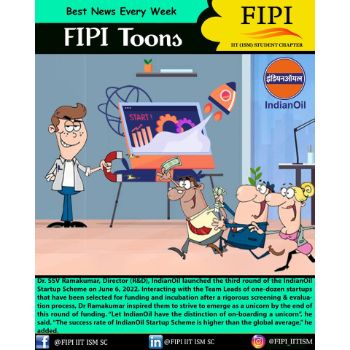 Best News Every Week
FIPI Toons
FIPI
IIT (ISM) STUDENT CHAPTER
इंडियनऑयल
IndianOil
START!
Dr. SSV Ramakumar, Director (R&D), IndianOil launched the third round of the IndianOil
Startup Scheme on June 6, 2022. Interacting with the Team Leads of one-dozen startups
that have been selected for funding and incubation after a rigorous screening & evalua-
tion process, Dr Ramakumar inspired them to strive to emerge as a unicorn by the end
of this round of funding. "Let IndianOil have the distinction of on-boarding a unicorn", he
said. "The success rate of IndianOil Startup Scheme is higher than the global average," he
added.
@FIPI IIT ISM SC
@FIPI IIT ISM SC
@FIPI_IITISM